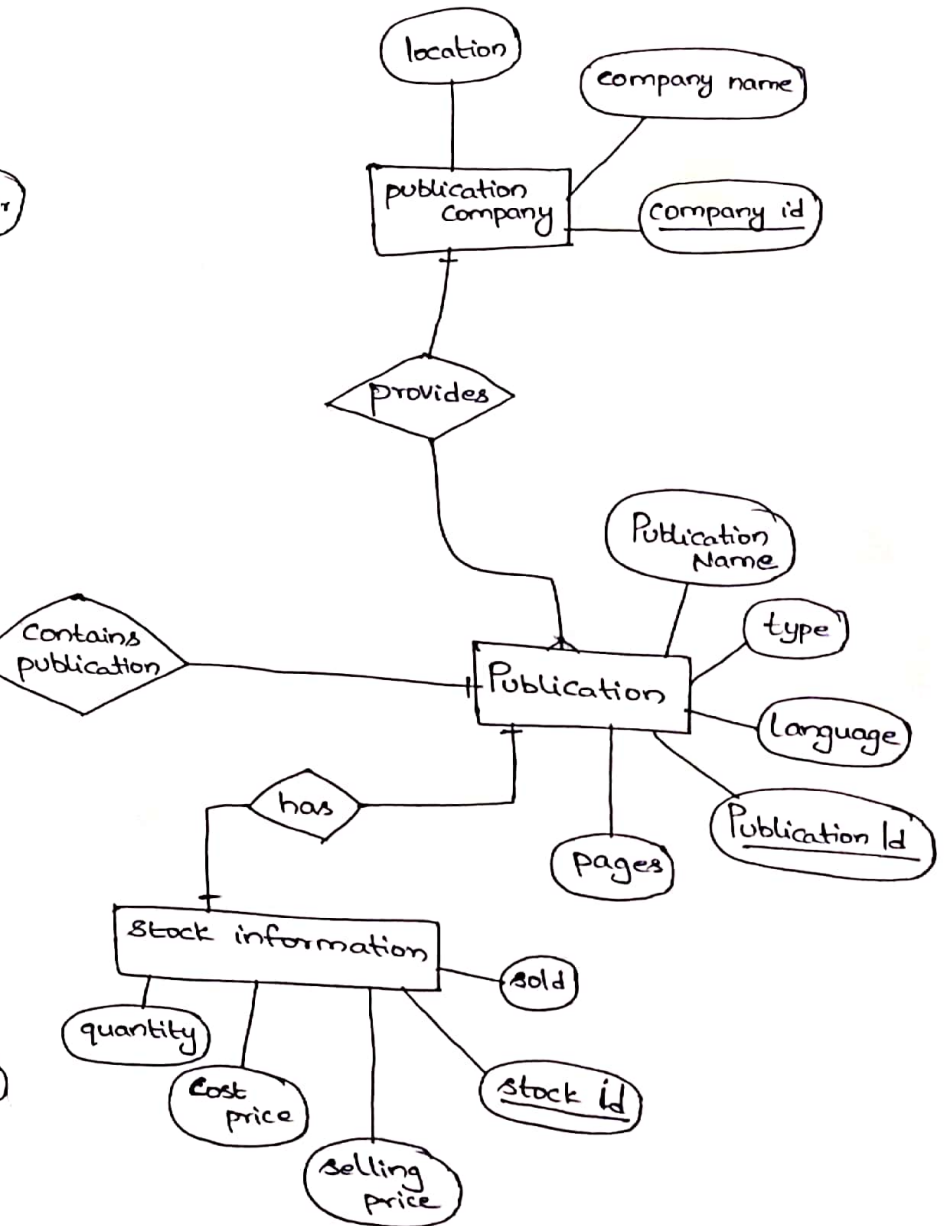 location
company name
publication
company
company id
provides
Publication
Name
type
Contains
publication
Publication
language
has
Publication Id
pages
stock information
sold
quantity
cost
price
stock id
selling
price